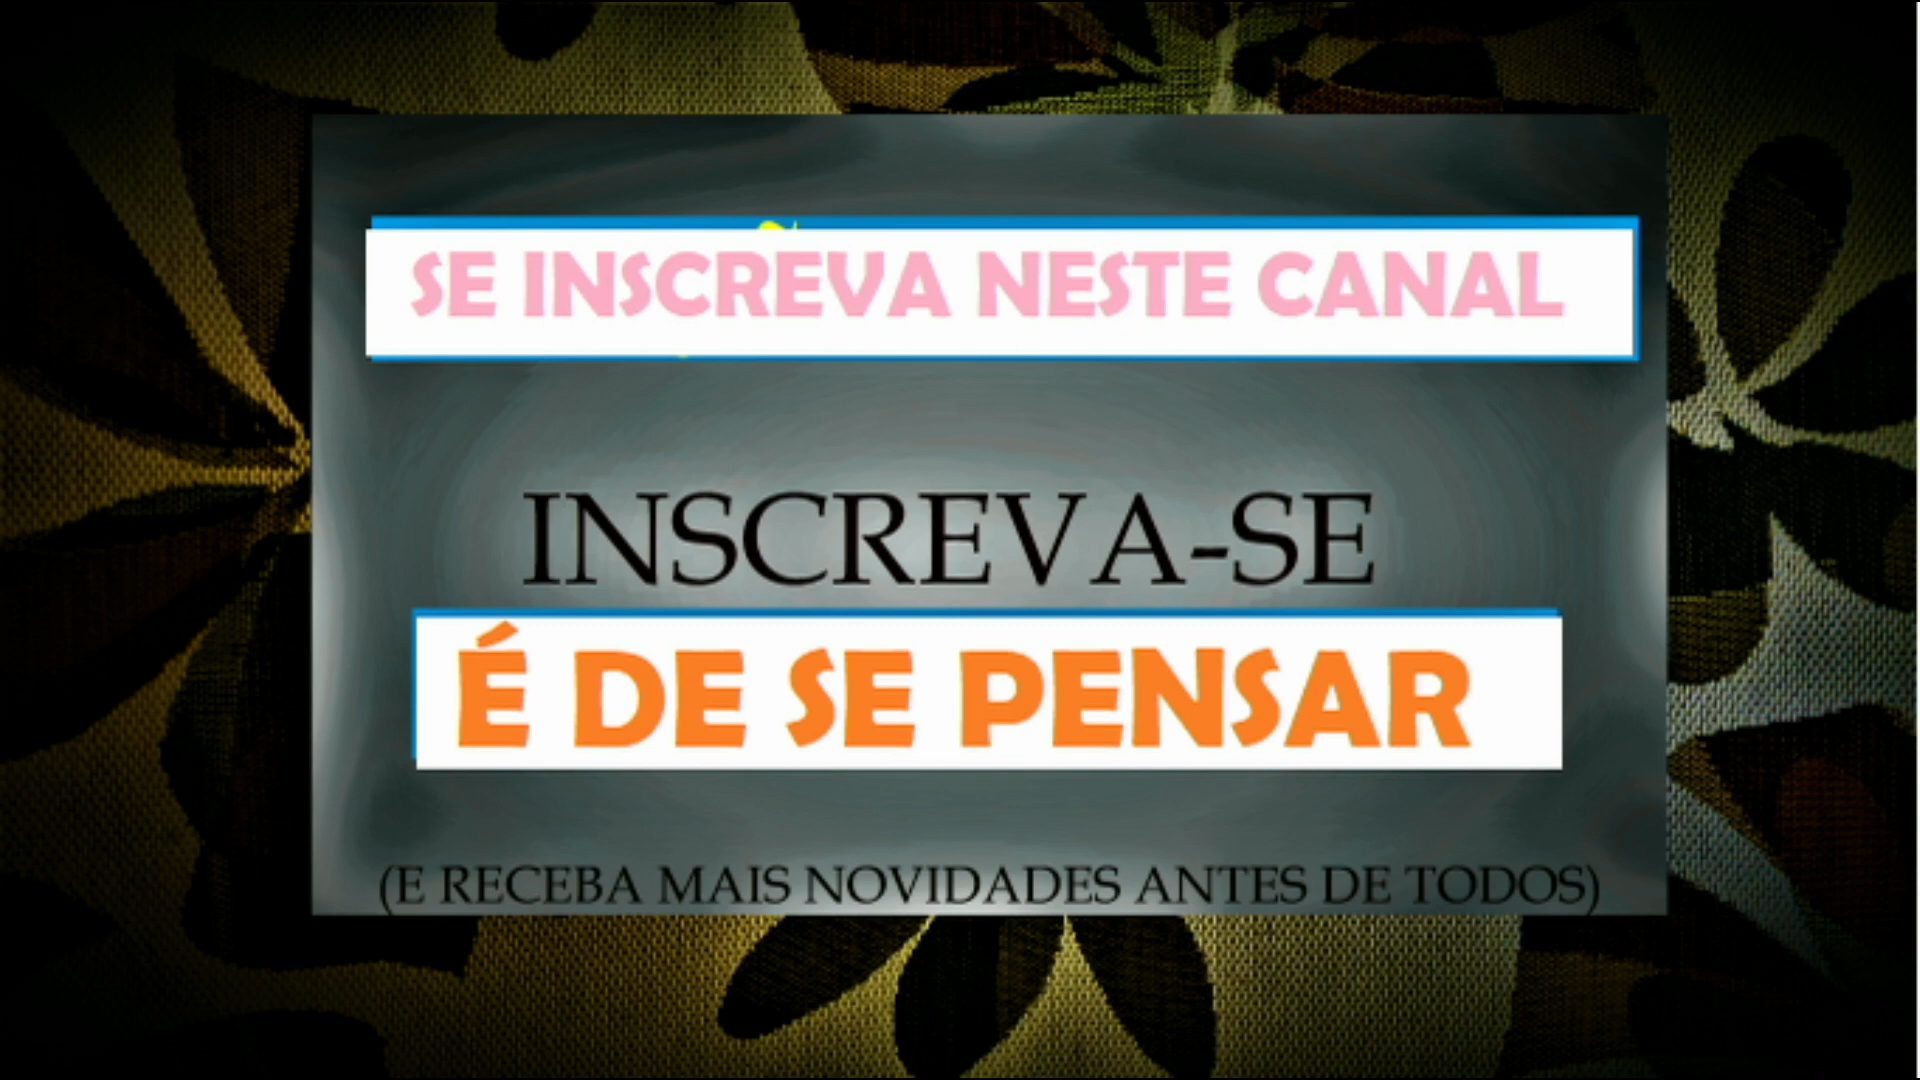 SE INSCREVA NESTE CANAL
INSCREVA-SE
É DE SE PENSAR
(E RECEBA MAIS NOVIDADES ANTES DE TODOS)